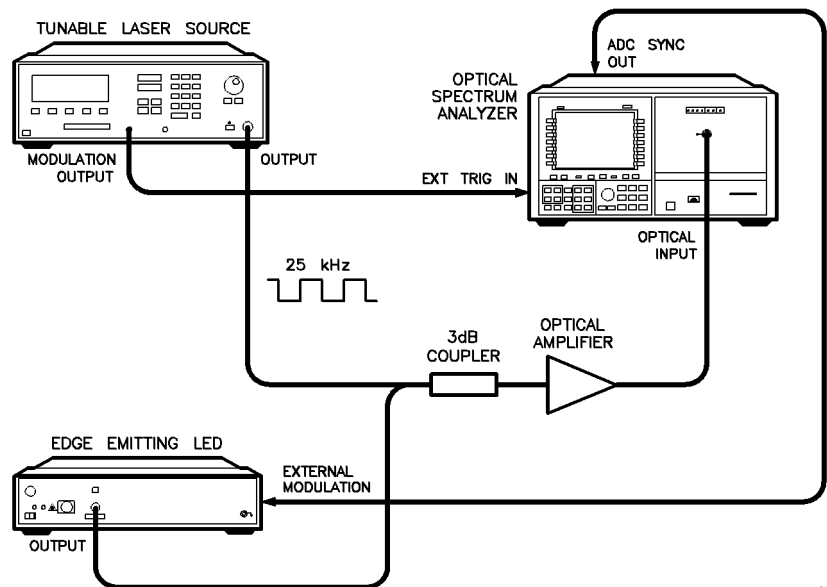 TUNABLE LASER SOURCE
ADC SYNC
OUT
OPTICAL
SPECTRUM
ANALYZER
MODULATION
OUTPUT
OUTPUT
EXT TRIG IN
OPTICAL
INPUT
25 kHz
3dB
COUPLER
OPTICAL
AMPLIFIER
EDGE EMITTING LED
EXTERNAL
MODULATION
OUTPUT